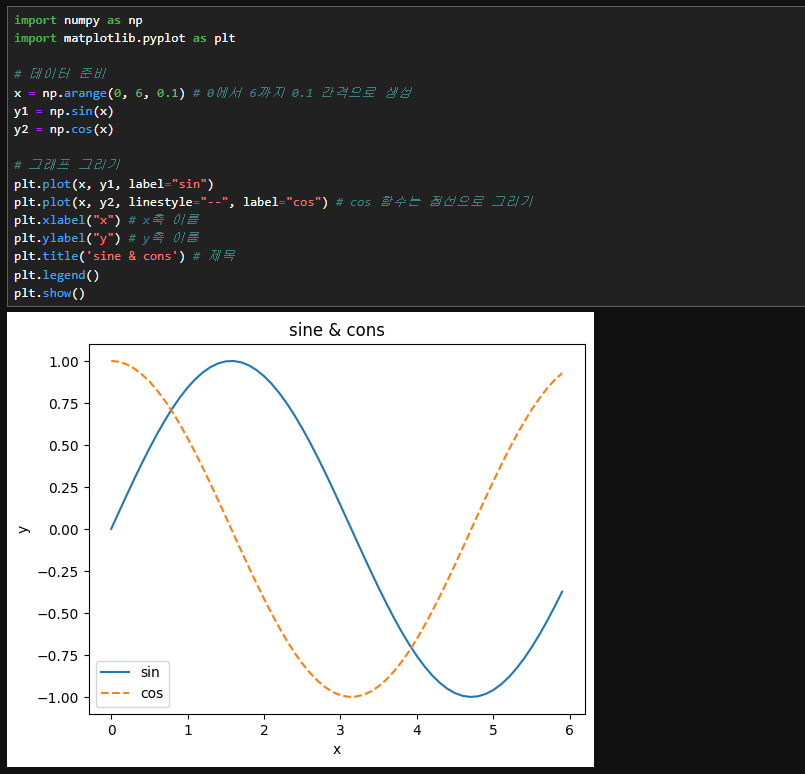 import numpy as np
import matplotlib.pyplot as plt
# 데이터 준비
x = np.arange(0, 6, 0.1) # 0에서 6까지 0.1 간격으로 생성
y1 = np.sin(x)
y2 = np.cos(x)
# 그래프 그리기
plt.plot(x, y1, label="sin")
plt.plot(x, y2, linestyle="--", label="cos") # cos 함수는 점선으로 그리기
plt.xlabel("x") # x축 이름
plt.ylabel("y") # y축 이름
plt.title('sine & cons') # 제목
plt.legend()
plt.show()
sine & cons
1.00
0.75
0.50
0.25
0.00
−0.25
−0.50
−0.75
−1.00
y
sin
cos
0 1 2 3 4 5 6
x